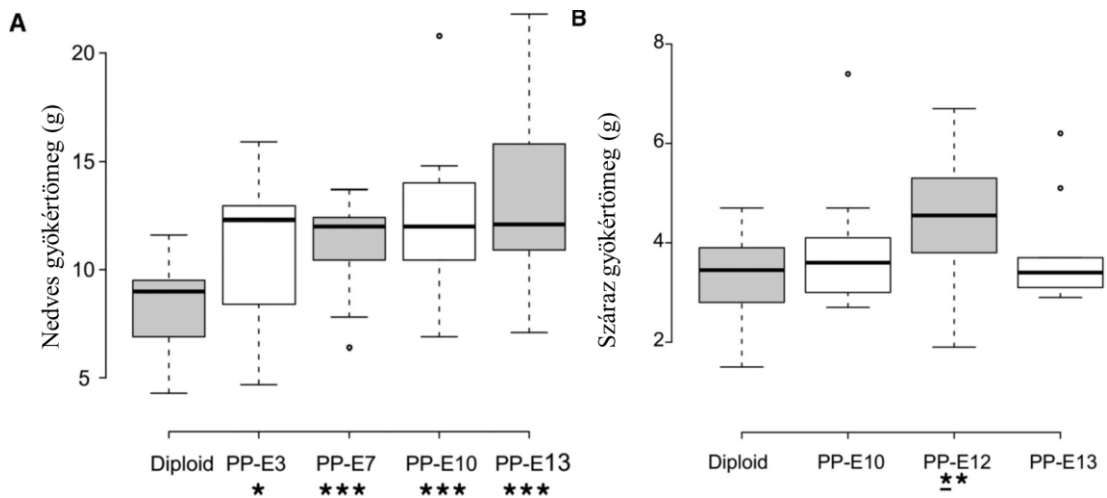 A
Nedves gyökértömeg (g)
20
15
10
5
Diploid PP-E3 PP-E7 PP-E10 PP-E13
* *** *** ***
B
Száraz gyökértömeg (g)
8
6
4
2
Diploid PP-E10 PP-E12 PP-E13
**